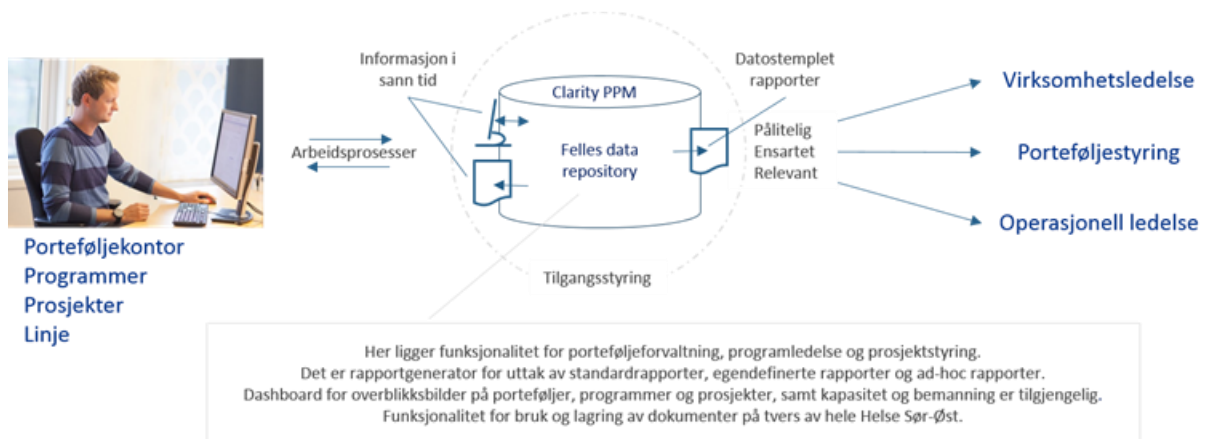 Informasjon i
sann tid
Datostemplet
rapporter
Clarity PPM
Felles data
repository
Arbeidsprosesser
Pålitelig
Ensartet
Relevant
Virksomhetsledelse
Porteføljestyring
Operasjonell ledelse
Tilgangsstyring
Porteføljekontor
Programmer
Prosjekter
Linje
Her ligger funksjonalitet for porteføljeforvaltning, programledelse og prosjektstyring.
Det er rapportgenerator for uttak av standardrapporter, egendefinerte rapporter og ad-hoc rapporter.
Dashboard for overblikksbilder på porteføljer, programmer og prosjekter, samt kapasitet og bemanning er tilgjengelig.
Funksjonalitet for bruk og lagring av dokumenter på tvers av hele Helse Sør-Øst.